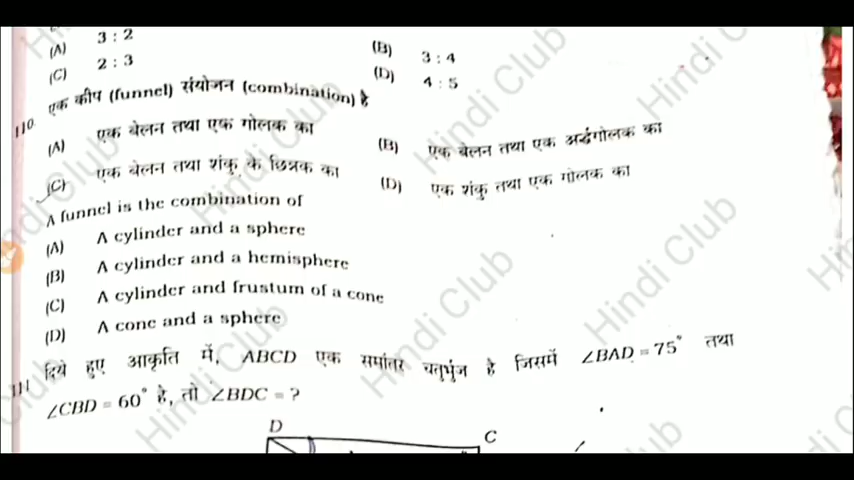 (A) 3 : 2 (B) 3 : 4
(C) 2 : 3 (D) 4 : 5
110. एक कीप (funnel) संयोजन (combination) है
(A) एक बेलन तथा एक गोलक का (B) एक बेलन तथा एक अर्द्धगोलक का
(C) एक बेलन तथा शंकु के छिन्नक का (D) एक शंकु तथा एक गोलक का
A funnel is the combination of
(A) A cylinder and a sphere
(B) A cylinder and a hemisphere
(C) A cylinder and frustum of a cone
(D) A cone and a sphere
111 दिये हुए आकृति में, ABCD एक समांतर चतुर्भुज है जिसमें ∠BAD = 75° तथा
∠CBD = 60° है, तो ∠BDC = ?
D C
Hindi Club